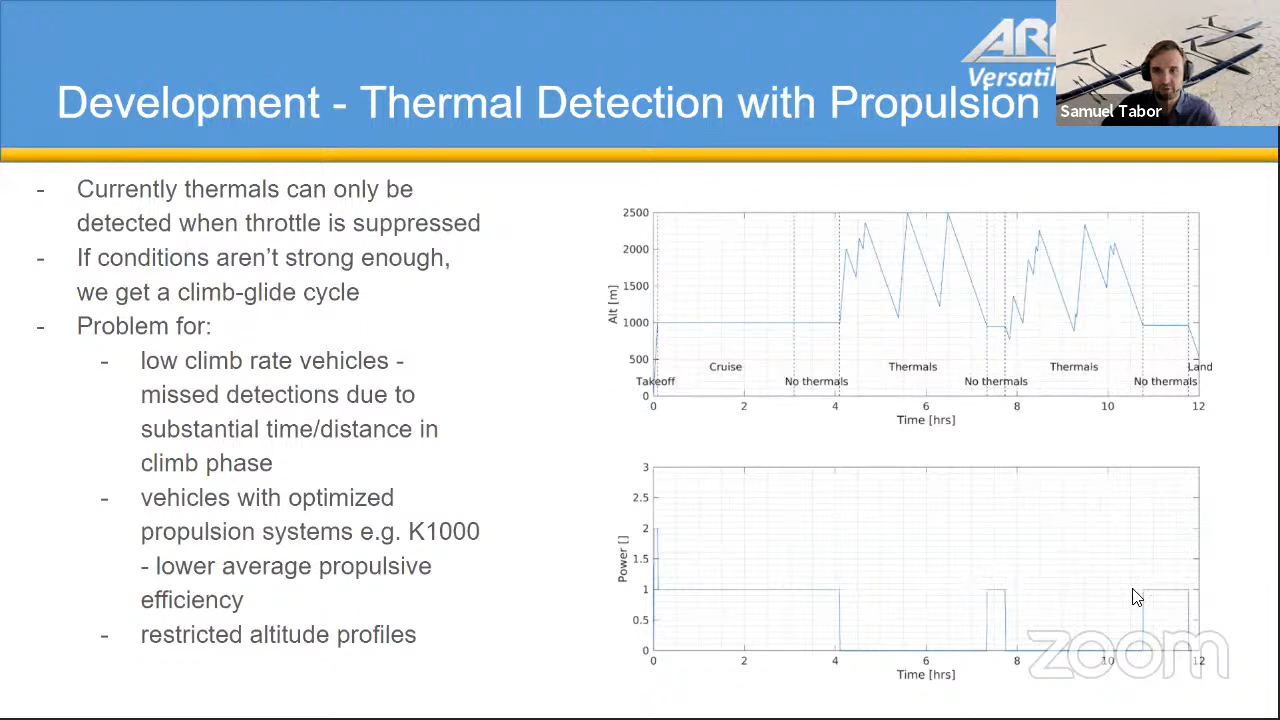 ARC
Versatil
Development - Thermal Detection with Propulsion
Samuel Tabor
- Currently thermals can only be
detected when throttle is suppressed
- If conditions aren’t strong enough,
we get a climb-glide cycle
- Problem for:
- low climb rate vehicles -
missed detections due to
substantial time/distance in
climb phase
- vehicles with optimized
propulsion systems e.g. K1000
- lower average propulsive
efficiency
- restricted altitude profiles
2500
2000
1500
1000
500
0
Alt [m]
Takeoff
Cruise
No thermals
Thermals
No thermals
Thermals
No thermals
Land
0 2 4 6 8 10 12
Time [hrs]
3
2.5
2
1.5
1
0.5
0
Power []
0 2 4 6 8 10 12
Time [hrs]
zoom